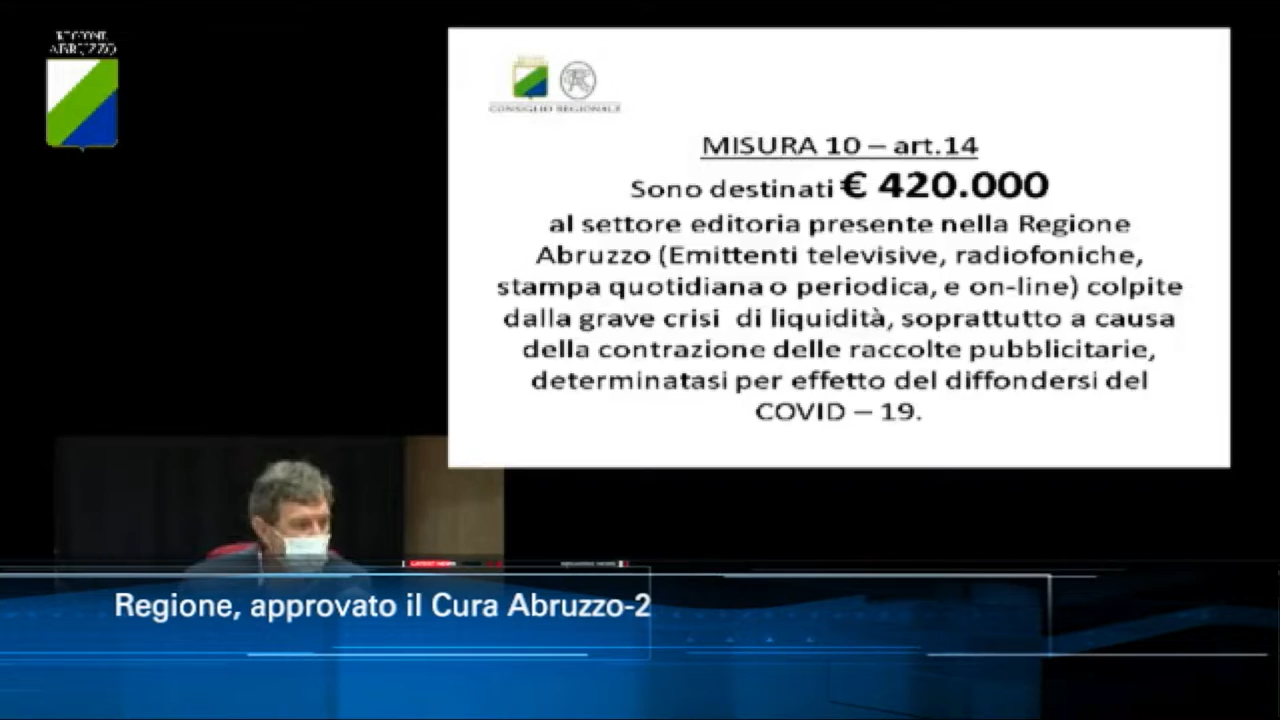 REGIONE
ABRUZZO
CONSIGLIO REGIONALE
MISURA 10 – art.14
Sono destinati € 420.000
al settore editoria presente nella Regione
Abruzzo (Emittenti televisive, radiofoniche,
stampa quotidiana o periodica, e on-line) colpite
dalla grave crisi di liquidità, soprattutto a causa
della contrazione delle raccolte pubblicitarie,
determinatasi per effetto del diffondersi del
COVID – 19.
LATEST NEWS
Regione, approvato il Cura Abruzzo-2